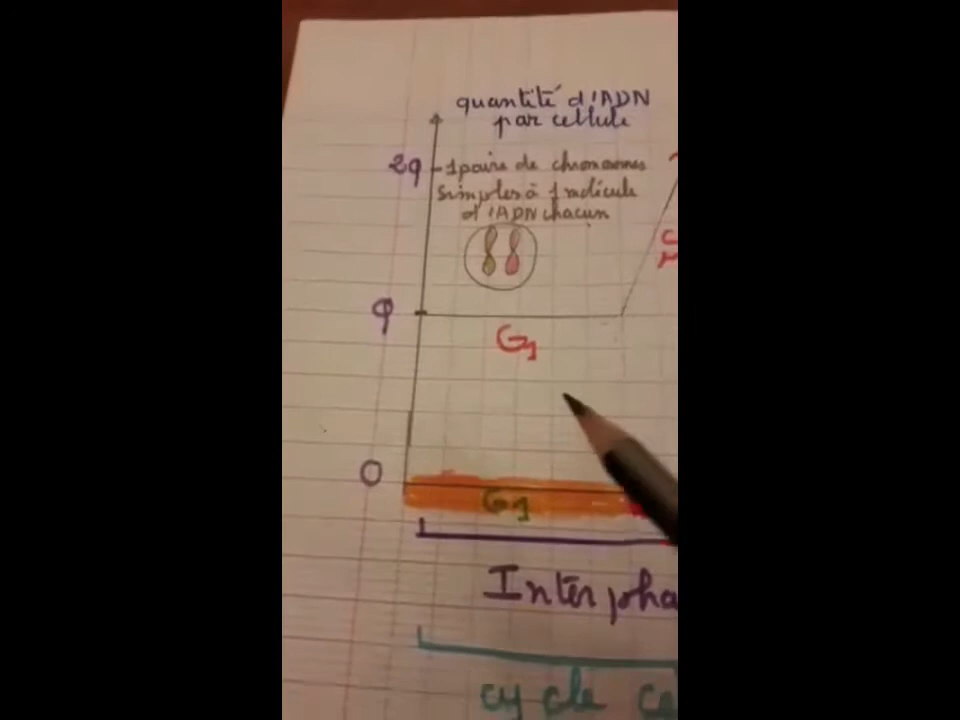 quantité d'ADN
par cellule
2q
1 paire de chromosomes
simples à 1 molécule
d'ADN chacun
q
G1
0
G1
Interpha
cycle ce